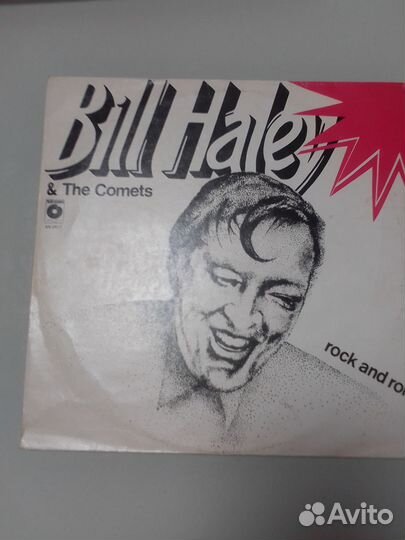 Bill Haley
& The Comets
rock and ro
Avito